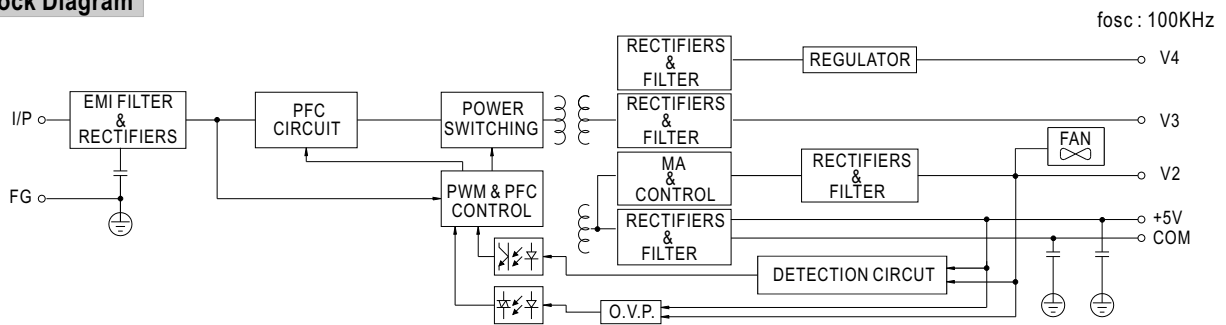 ock Diagram
fosc : 100KHz
I/P
EMI FILTER
&
RECTIFIERS
FG
PFC
CIRCUIT
POWER
SWITCHING
PWM & PFC
CONTROL
RECTIFIERS
&
FILTER
REGULATOR
V4
RECTIFIERS
&
FILTER
V3
MA
&
CONTROL
RECTIFIERS
&
FILTER
FAN
V2
RECTIFIERS
&
FILTER
+5V
COM
DETECTION CIRCUT
O.V.P.